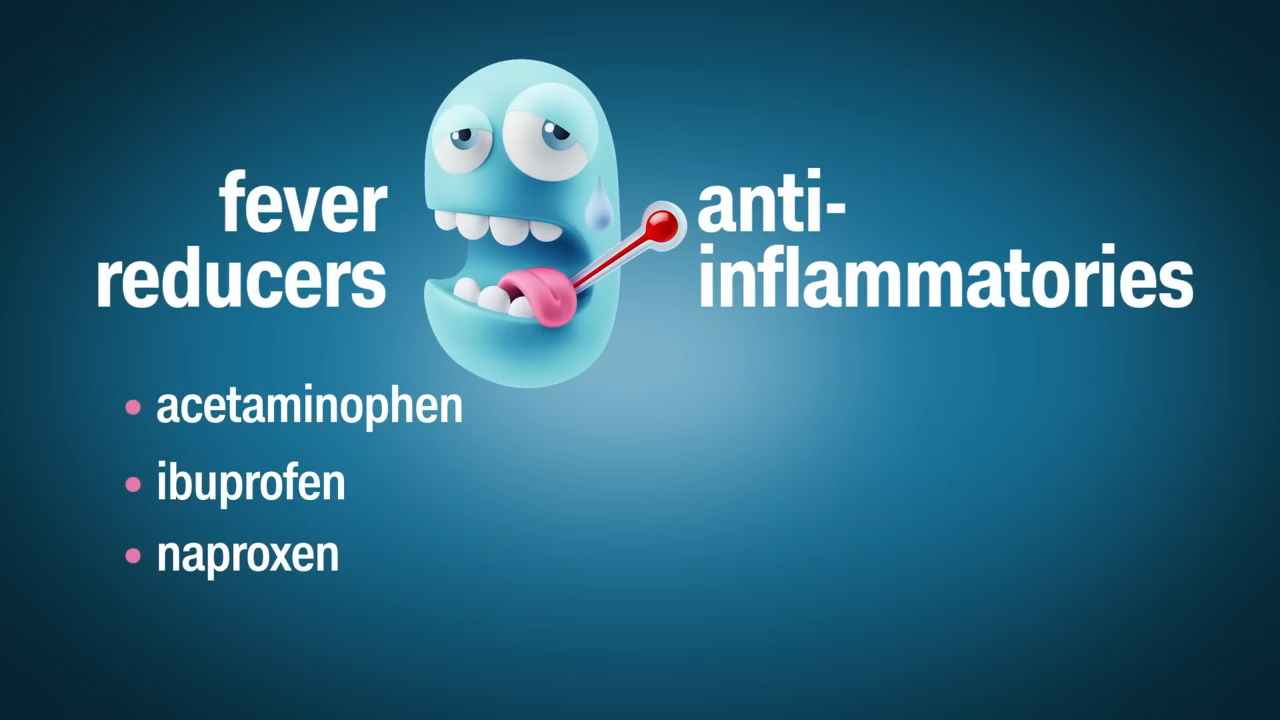 fever
reducers
anti-
inflammatories
• acetaminophen
• ibuprofen
• naproxen